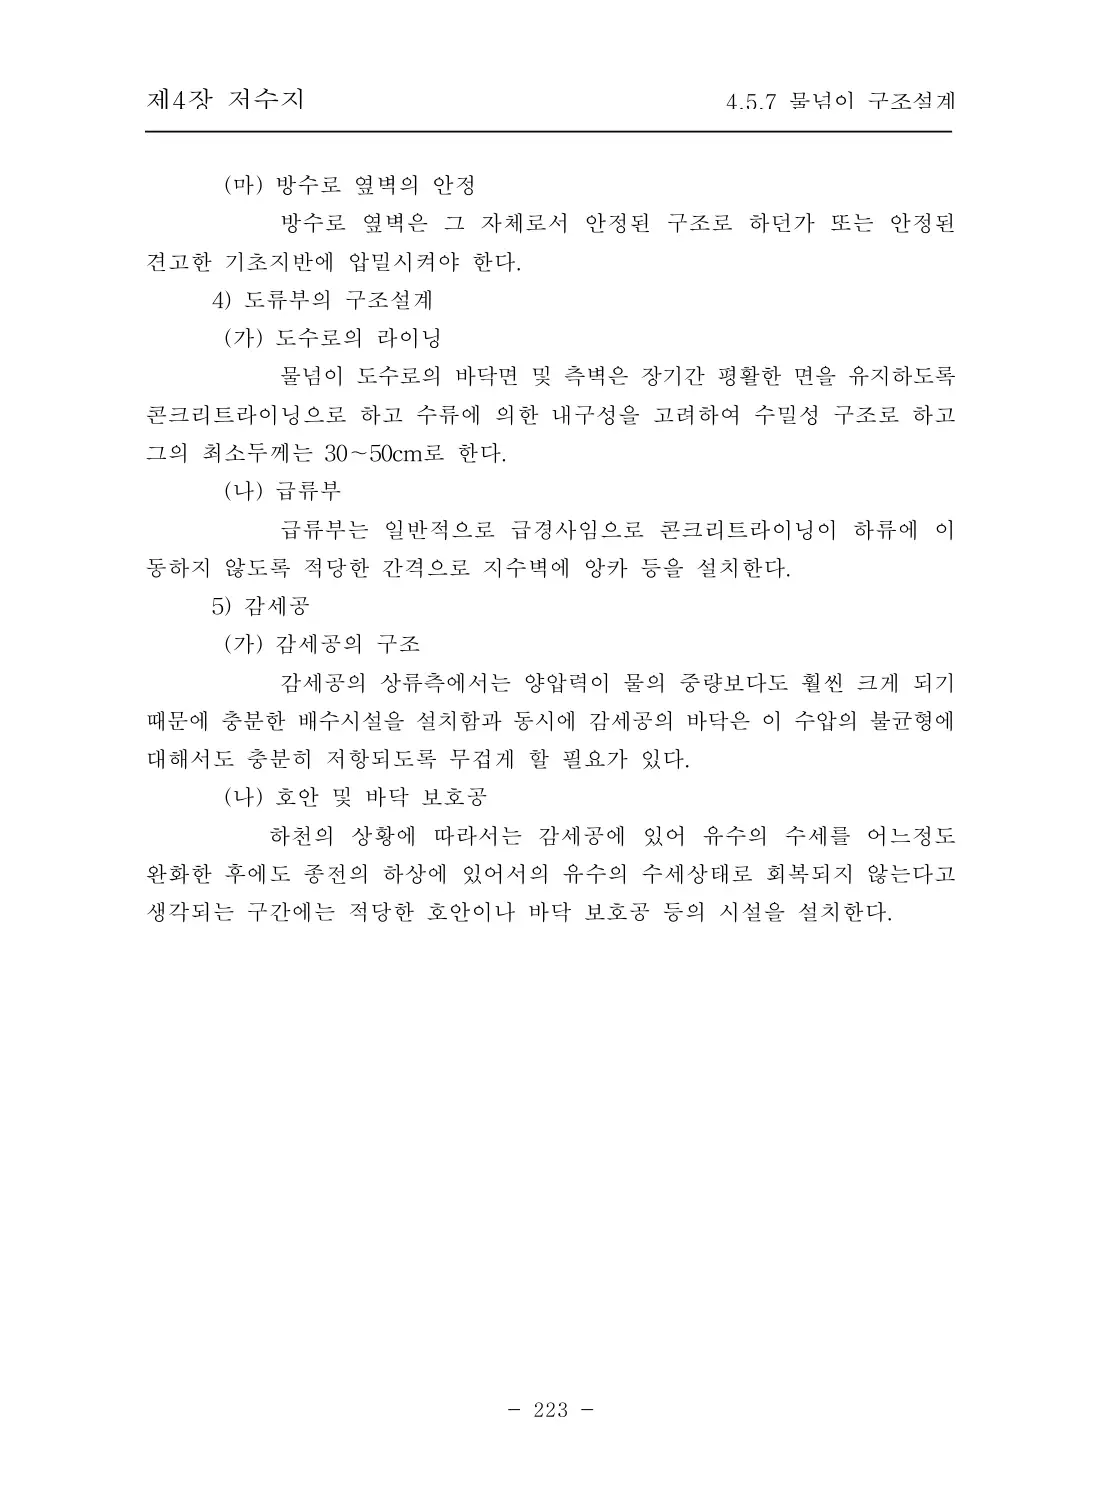 제4장 저수지
4.5.7 물넘이 구조설계
(마) 방수로 옆벽의 안정
방수로 옆벽은 그 자체로서 안정된 구조로 하던가 또는 안정된
견고한 기초지반에 압밀시켜야 한다.
4) 도류부의 구조설계
(가) 도수로의 라이닝
물넘이 도수로의 바닥면 및 측벽은 장기간 평활한 면을 유지하도록
콘크리트라이닝으로 하고 수류에 의한 내구성을 고려하여 수밀성 구조로 하고
그의 최소두께는 30～50cm로 한다.
(나) 급류부
급류부는 일반적으로 급경사임으로 콘크리트라이닝이 하류에 이
동하지 않도록 적당한 간격으로 지수벽에 앙카 등을 설치한다.
5) 감세공
(가) 감세공의 구조
감세공의 상류측에서는 양압력이 물의 중량보다도 훨씬 크게 되기
때문에 충분한 배수시설을 설치함과 동시에 감세공의 바닥은 이 수압의 불균형에
대해서도 충분히 저항되도록 무겁게 할 필요가 있다.
(나) 호안 및 바닥 보호공
하천의 상황에 따라서는 감세공에 있어 유수의 수세를 어느정도
완화한 후에도 종전의 하상에 있어서의 유수의 수세상태로 회복되지 않는다고
생각되는 구간에는 적당한 호안이나 바닥 보호공 등의 시설을 설치한다.
- 223 -